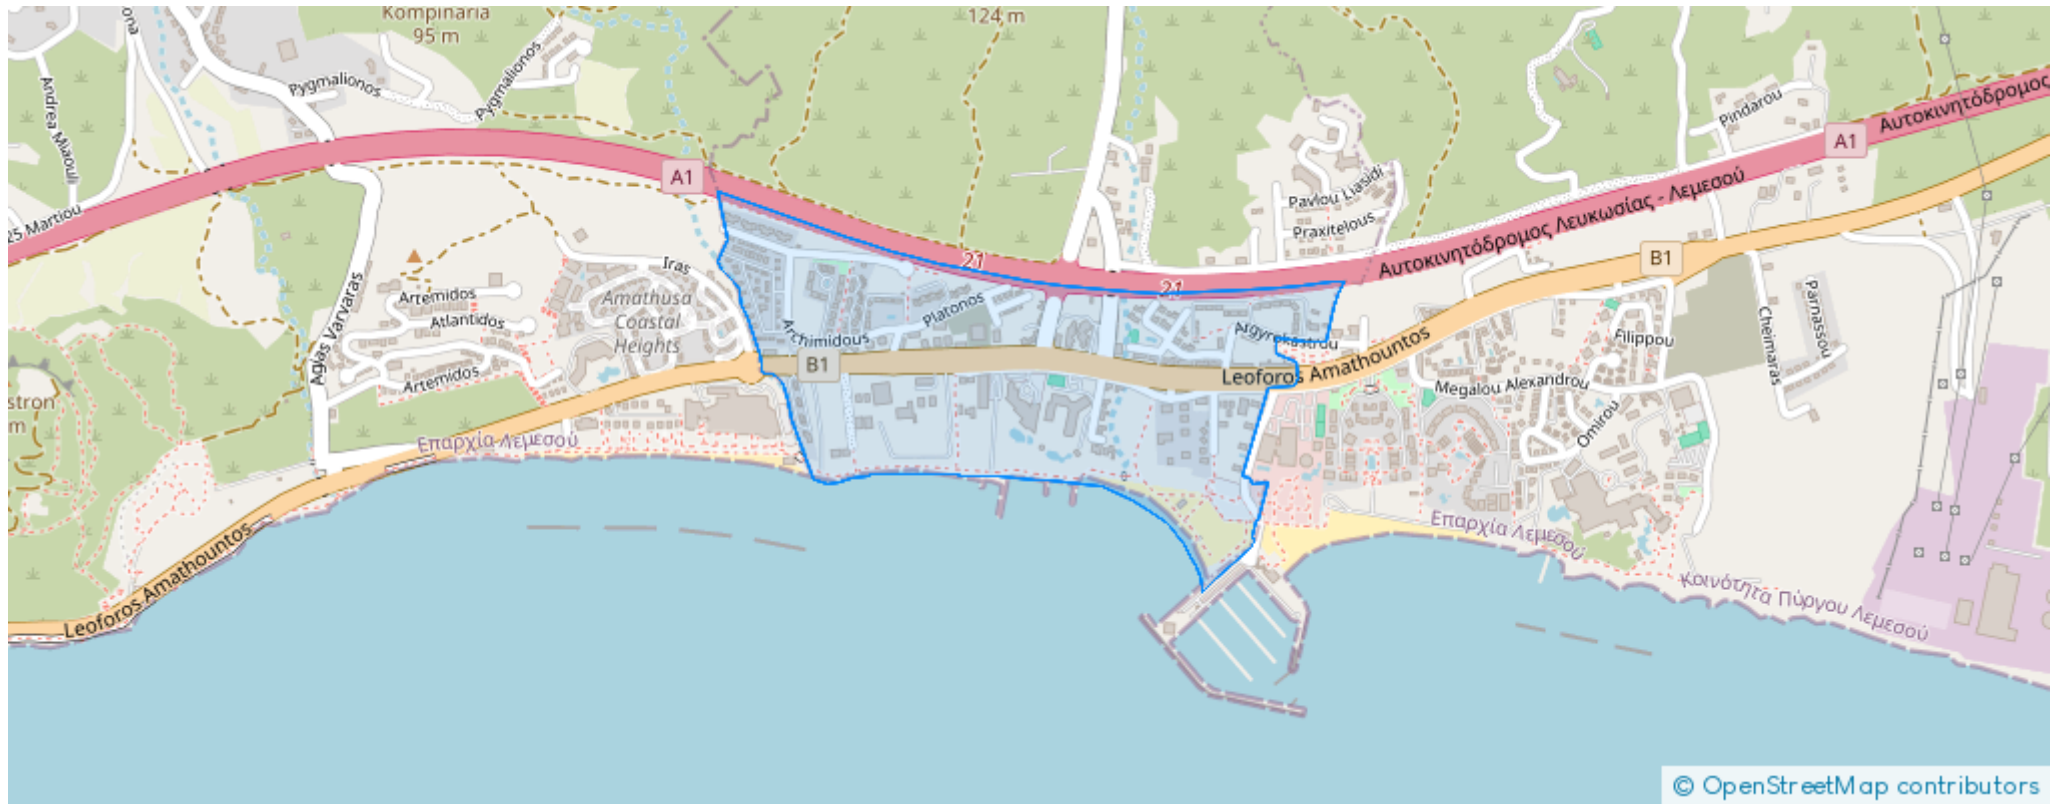 Kompinaria
95 m
124 m
ona
Pygmalionos
Pygmalionos
Andrea Miaouli
25 Martiou
A1
A1
Αυτοκινητόδρομος
Pindarou
Pavlou Liasidi
Praxitelous
Αυτοκινητόδρομος Λευκωσίας - Λεμεσού
B1
21
21
Iras
Amathusa
Coastal
Heights
Artemidos
Atlantidos
Artemidos
Agias Varvaras
Platonos
Archimidous
B1
Argyrokastrou
Leoforos Amathountos
Filippou
Megalou Alexandrou
Omirou
Cheimaras
Parnassou
stron
m
Επαρχία Λεμεσού
Επαρχία Λεμεσού
Κοινότητα Πύργου Λεμεσού
Leoforos Amathountos
© OpenStreetMap contributors